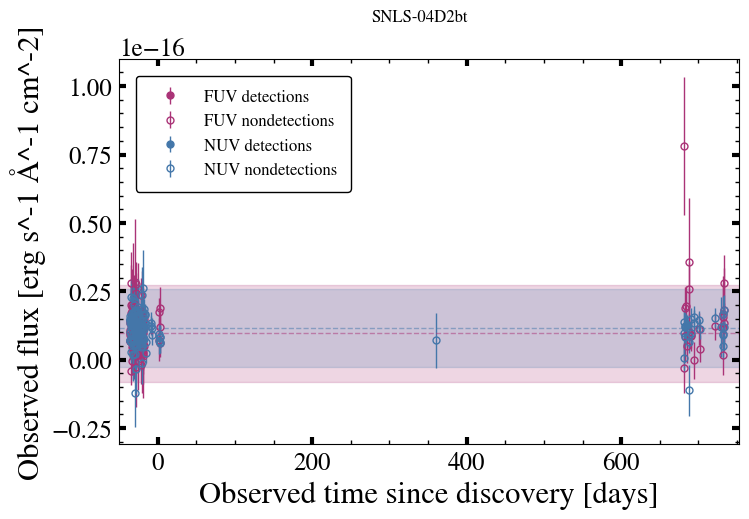 SNLS-04D2bt
1e−16
1.00
0.75
0.50
0.25
0.00
−0.25
0
200
400
600
Observed time since discovery [days]
Observed flux [erg s^-1 Å^-1 cm^-2]
FUV detections
FUV nondetections
NUV detections
NUV nondetections